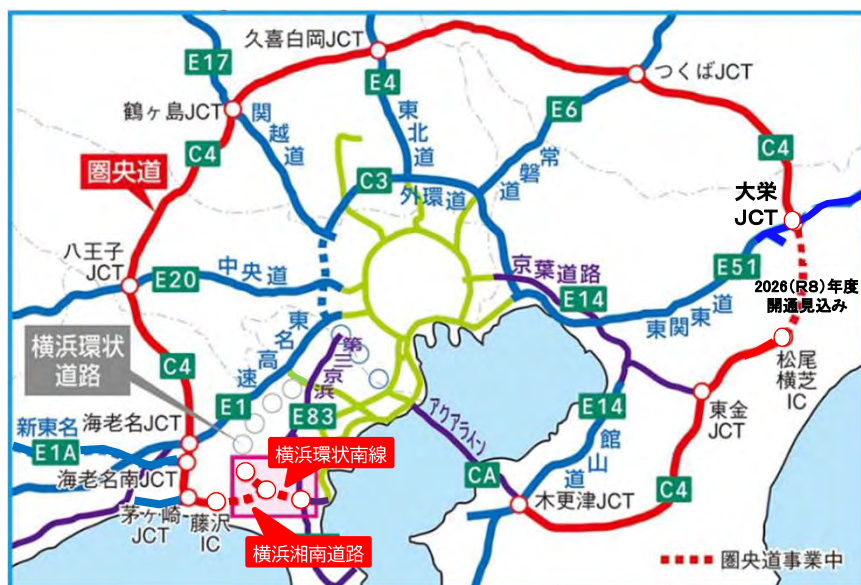 久喜白岡JCT
E17
E4
つくばJCT
鶴ヶ島JCT
関越道
東北道
E6
常磐道
C4
C4
圏央道
C3
外環道
大栄
JCT
八王子
JCT
E20
中央道
京葉道路
E51
E14
東関東道
2026(R8)年度
開通見込み
横浜環状
道路
東名高速
第三京浜
C4
E1
E83
アクアライン
E14
館山道
松尾
横芝
IC
東金
JCT
新東名
E1A
海老名JCT
海老名南JCT
横浜環状南線
CA
C4
木更津JCT
茅ヶ崎
JCT
藤沢
IC
横浜湘南道路
圏央道事業中